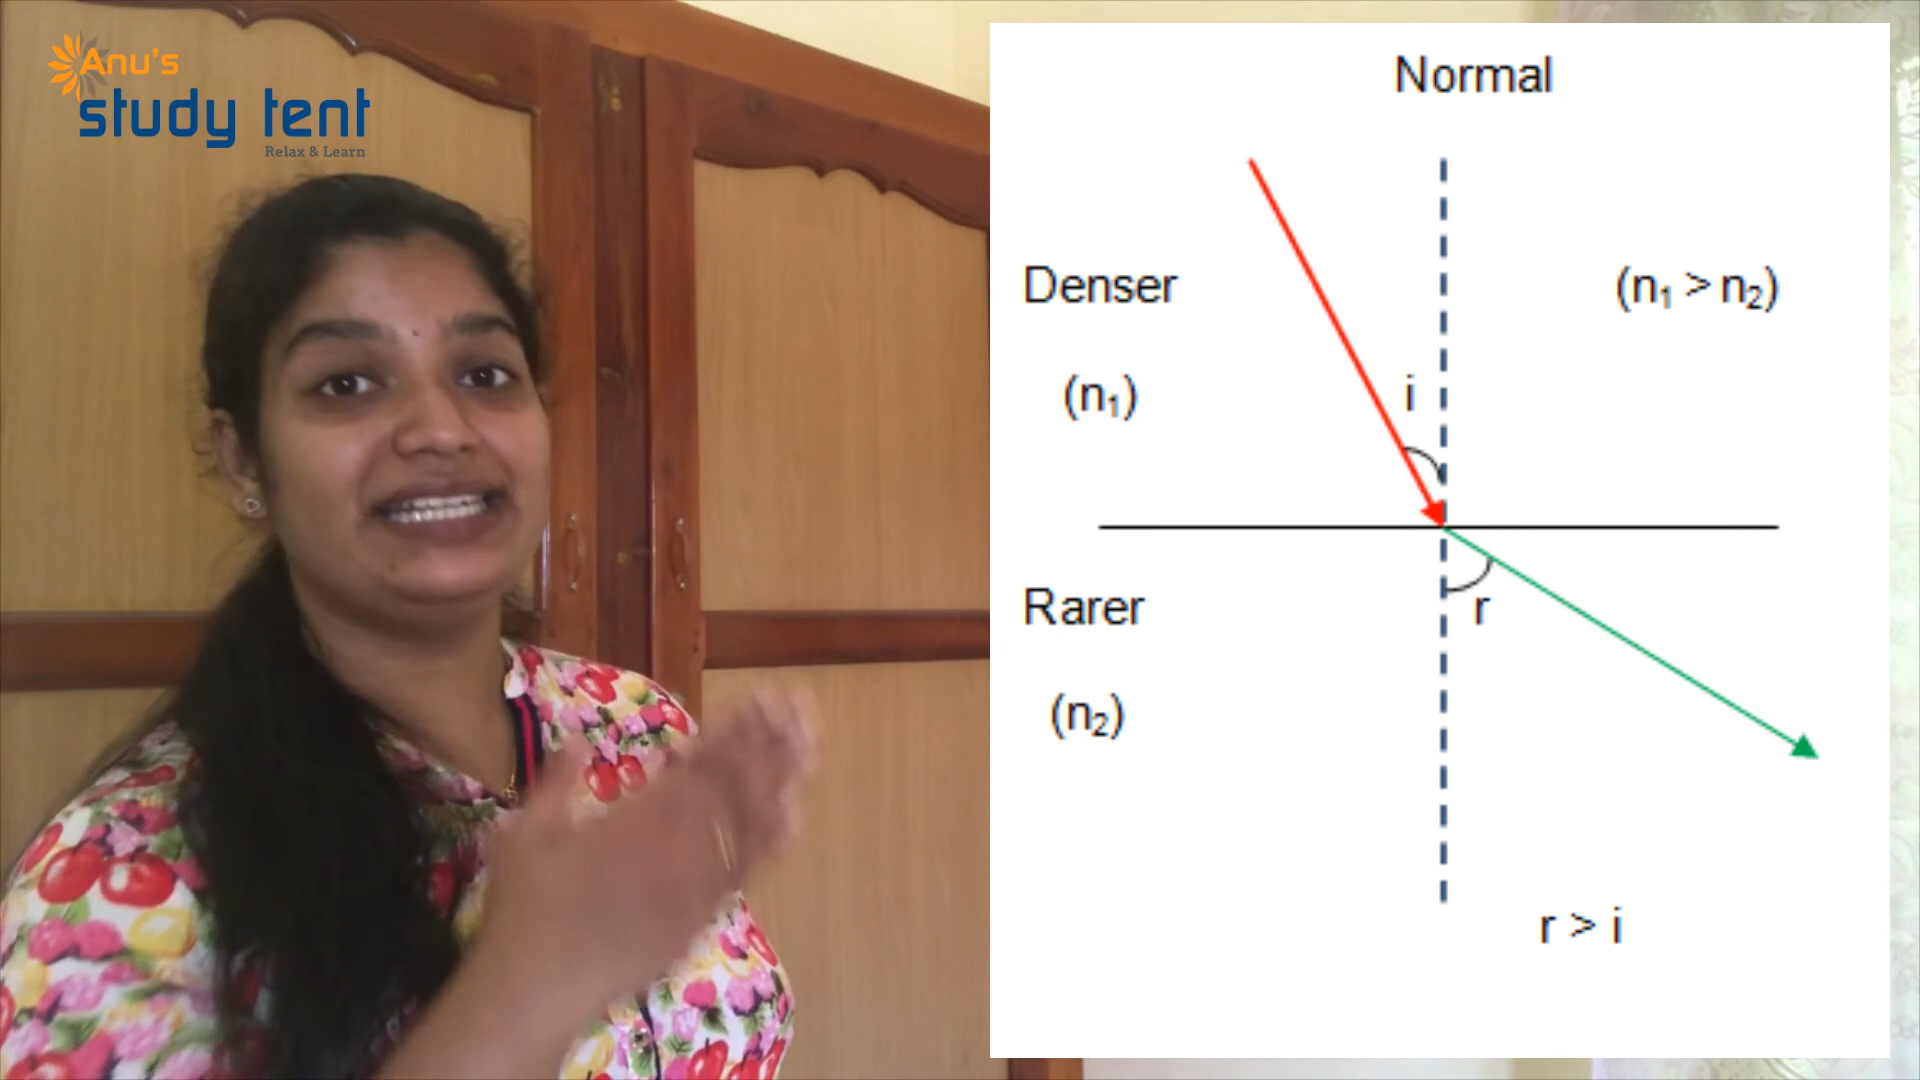 Anu's
study tent
Relax & Learn
Normal
Denser
(n₁ > n₂)
(n₁)
i
Rarer
r
(n₂)
r > i